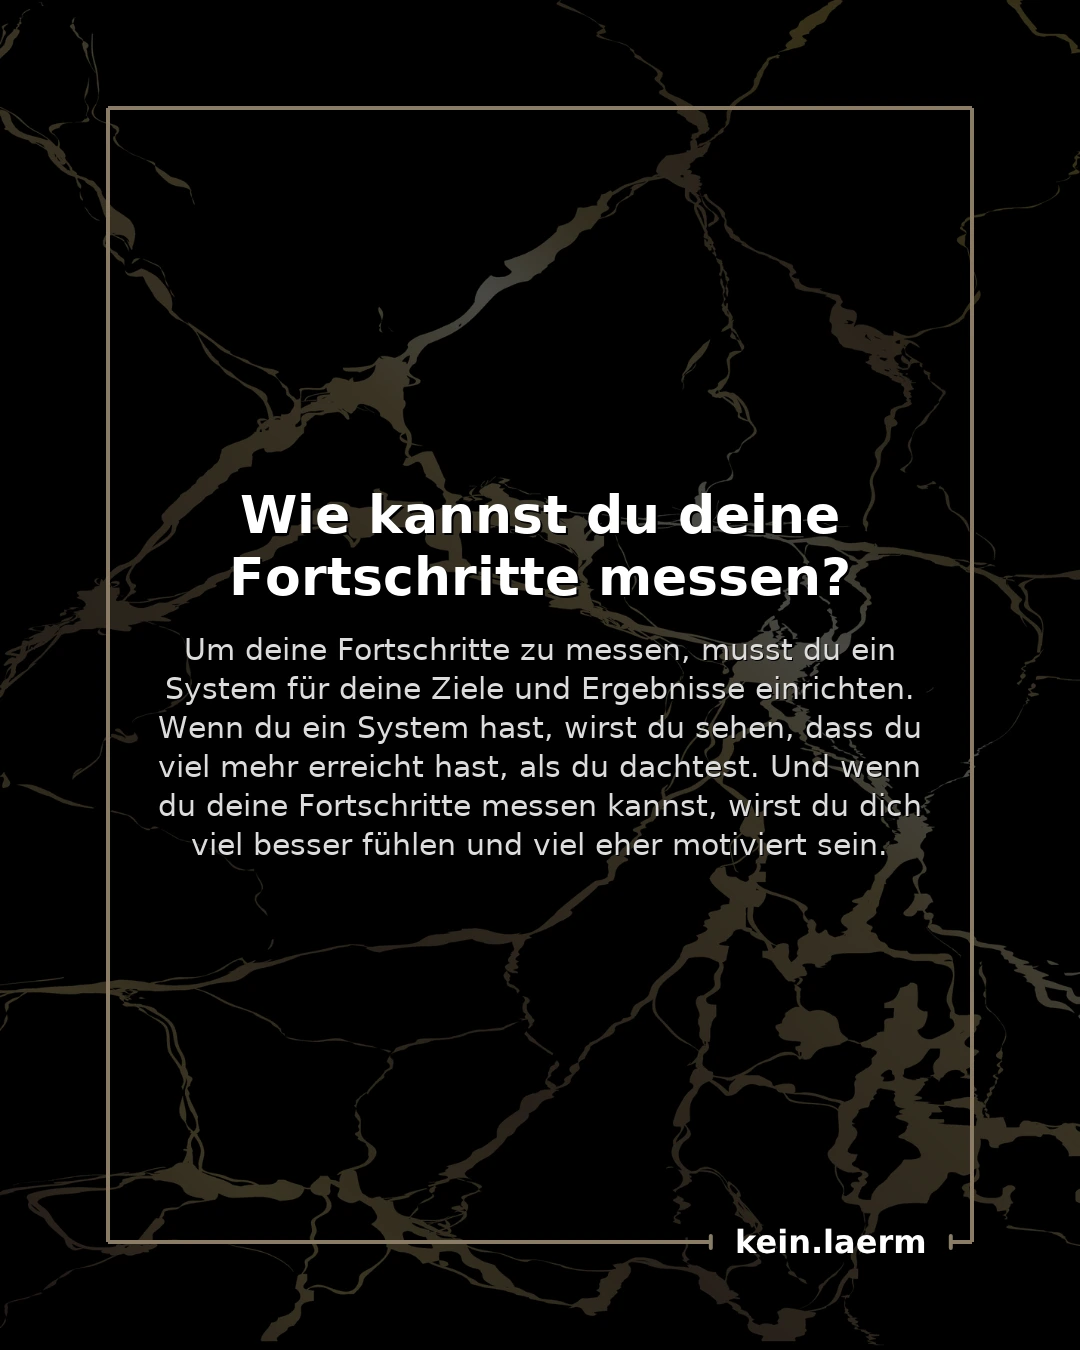 Wie kannst du deine
Fortschritte messen?
Um deine Fortschritte zu messen, musst du ein
System für deine Ziele und Ergebnisse einrichten.
Wenn du ein System hast, wirst du sehen, dass du
viel mehr erreicht hast, als du dachtest. Und wenn
du deine Fortschritte messen kannst, wirst du dich
viel besser fühlen und viel eher motiviert sein.
kein.laerm